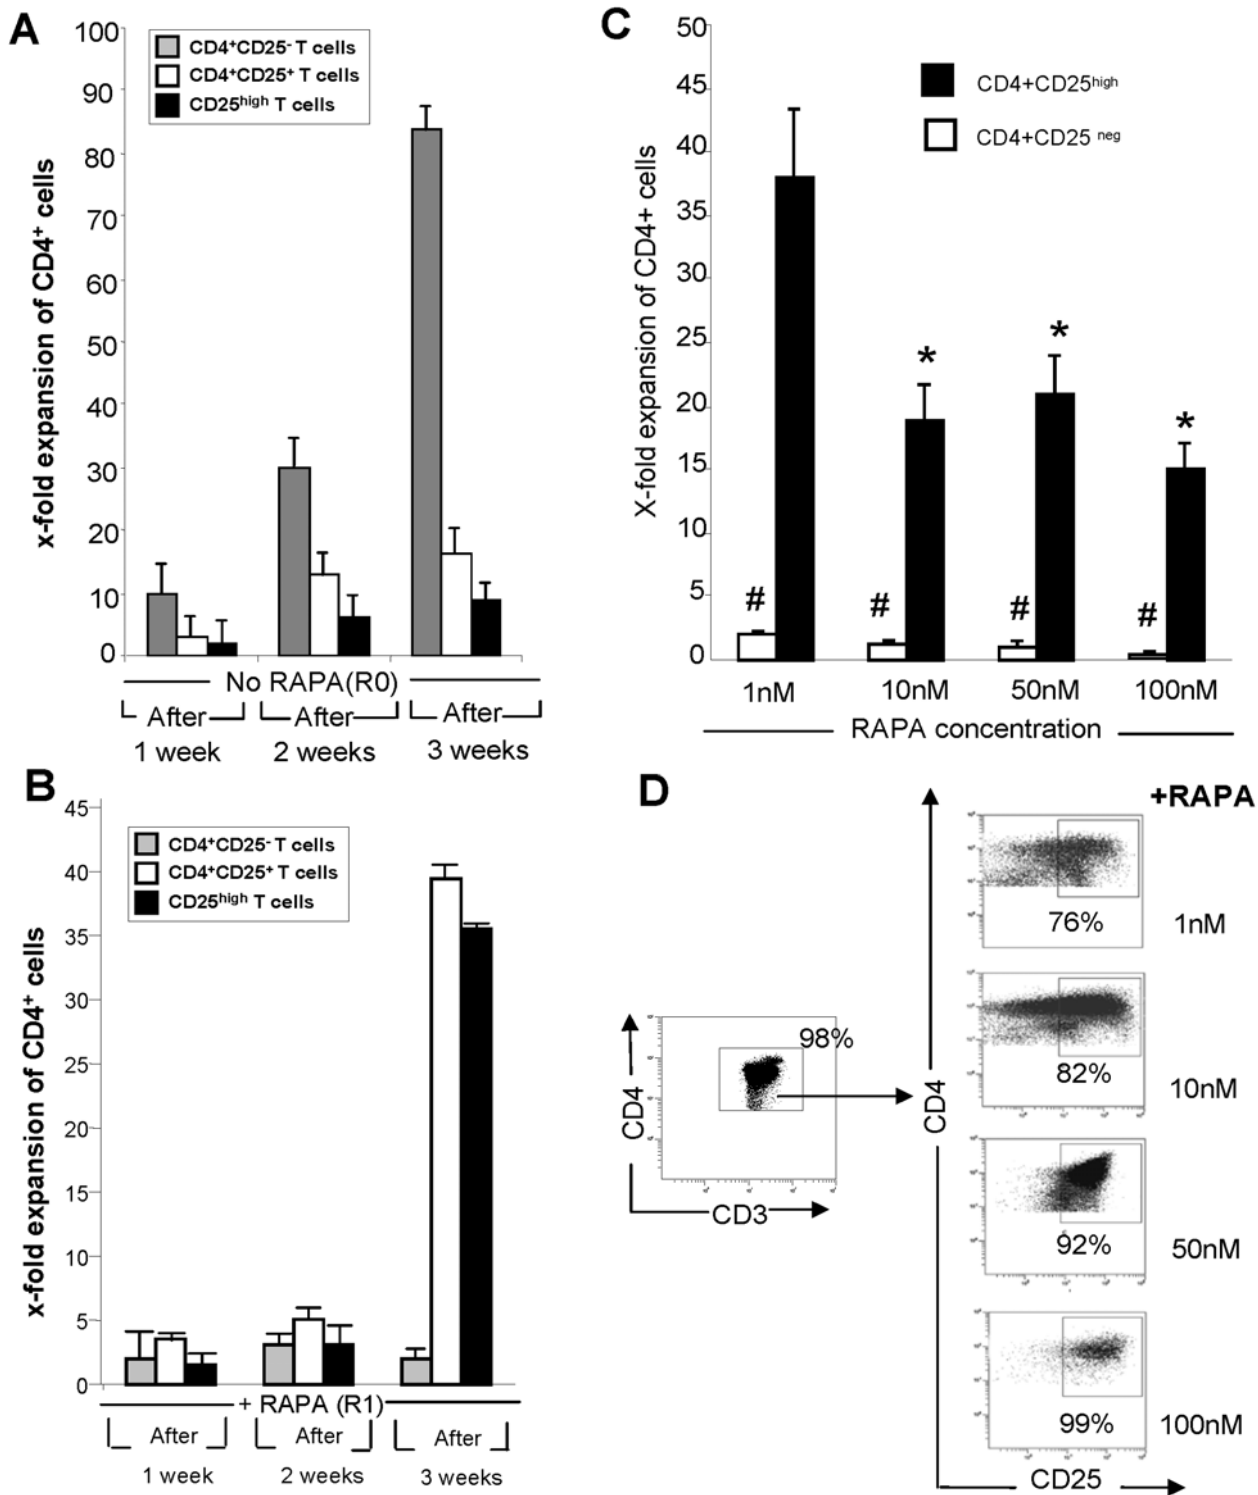 A
CD4⁺CD25⁻ T cells
CD4⁺CD25⁺ T cells
CD25ʰⁱᵍʰ T cells
x-fold expansion of CD4⁺ cells
100
90
80
70
60
50
40
30
20
10
0
No RAPA(R0)
After After After
1 week 2 weeks 3 weeks
B
CD4⁺CD25⁻ T cells
CD4⁺CD25⁺ T cells
CD25ʰⁱᵍʰ T cells
x-fold expansion of CD4⁺ cells
45
40
35
30
25
20
15
10
5
0
+ RAPA (R1)
After After After
1 week 2 weeks 3 weeks
C
CD4+CD25ʰⁱᵍʰ
CD4+CD25 ⁿᵉᵍ
X-fold expansion of CD4+ cells
50
45
40
35
30
25
20
15
10
5
0
* * *
# # # #
1nM 10nM 50nM 100nM
RAPA concentration
D
+RAPA
98%
CD4
CD3
CD4
76%
1nM
82%
10nM
92%
50nM
99%
100nM
CD25